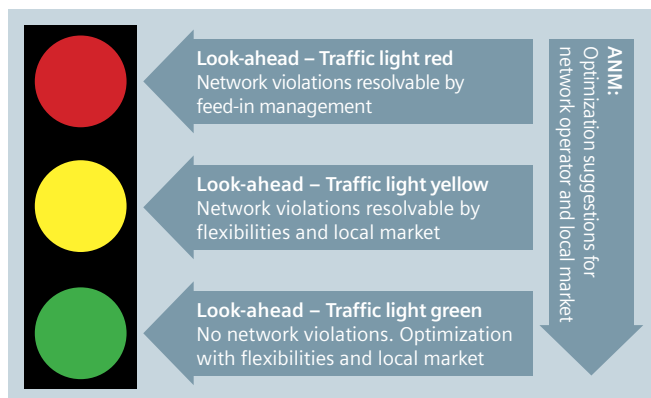 Look-ahead – Traffic light red
Network violations resolvable by
feed-in management
Look-ahead – Traffic light yellow
Network violations resolvable by
flexibilities and local market
Look-ahead – Traffic light green
No network violations. Optimization
with flexibilities and local market
ANM:
Optimization suggestions for
network operator and local market